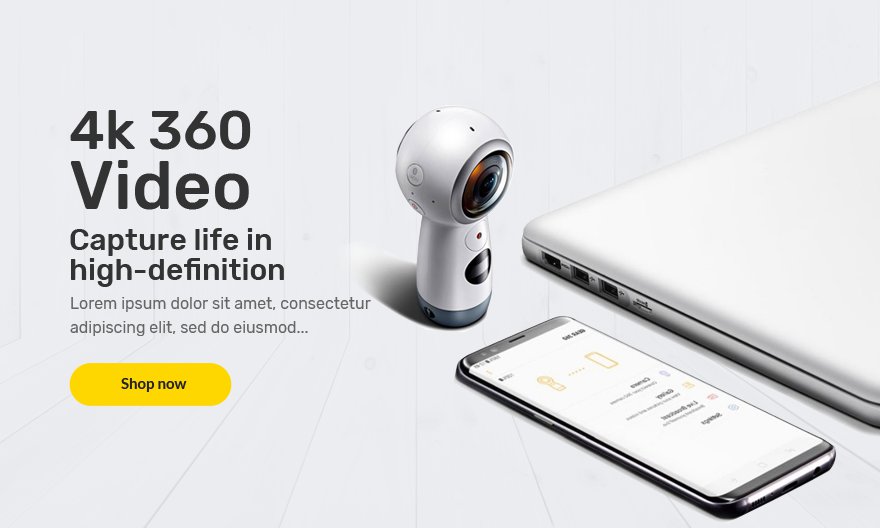 4k 360
Video
Capture life in
high-definition
Lorem ipsum dolor sit amet, consectetur
adipiscing elit, sed do eiusmod...
Shop now